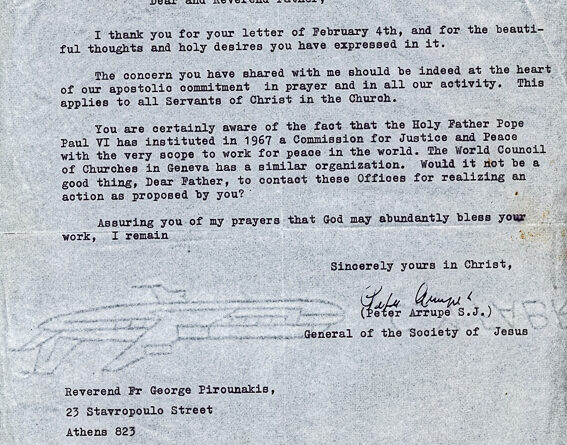 Dear and Reverend Father,
I thank you for your letter of February 4th, and for the beauti-
ful thoughts and holy desires you have expressed in it.
The concern you have shared with me should be indeed at the heart
of our apostolic commitment in prayer and in all our activity. This
applies to all Servants of Christ in the Church.
You are certainly aware of the fact that the Holy Father Pope
Paul VI has instituted in 1967 a Commission for Justice and Peace
with the very scope to work for peace in the world. The World Council
of Churches in Geneva has a similar organization. Would it not be a
good thing, Dear Father, to contact these Offices for realizing an
action as proposed by you?
Assuring you of my prayers that God may abundantly bless your
work, I remain
Sincerely yours in Christ,
Peter Arrupe
(Peter Arrupe S.J.)
General of the Society of Jesus
Reverend Fr George Pirounakis,
23 Stavropoulo Street
Athens 823